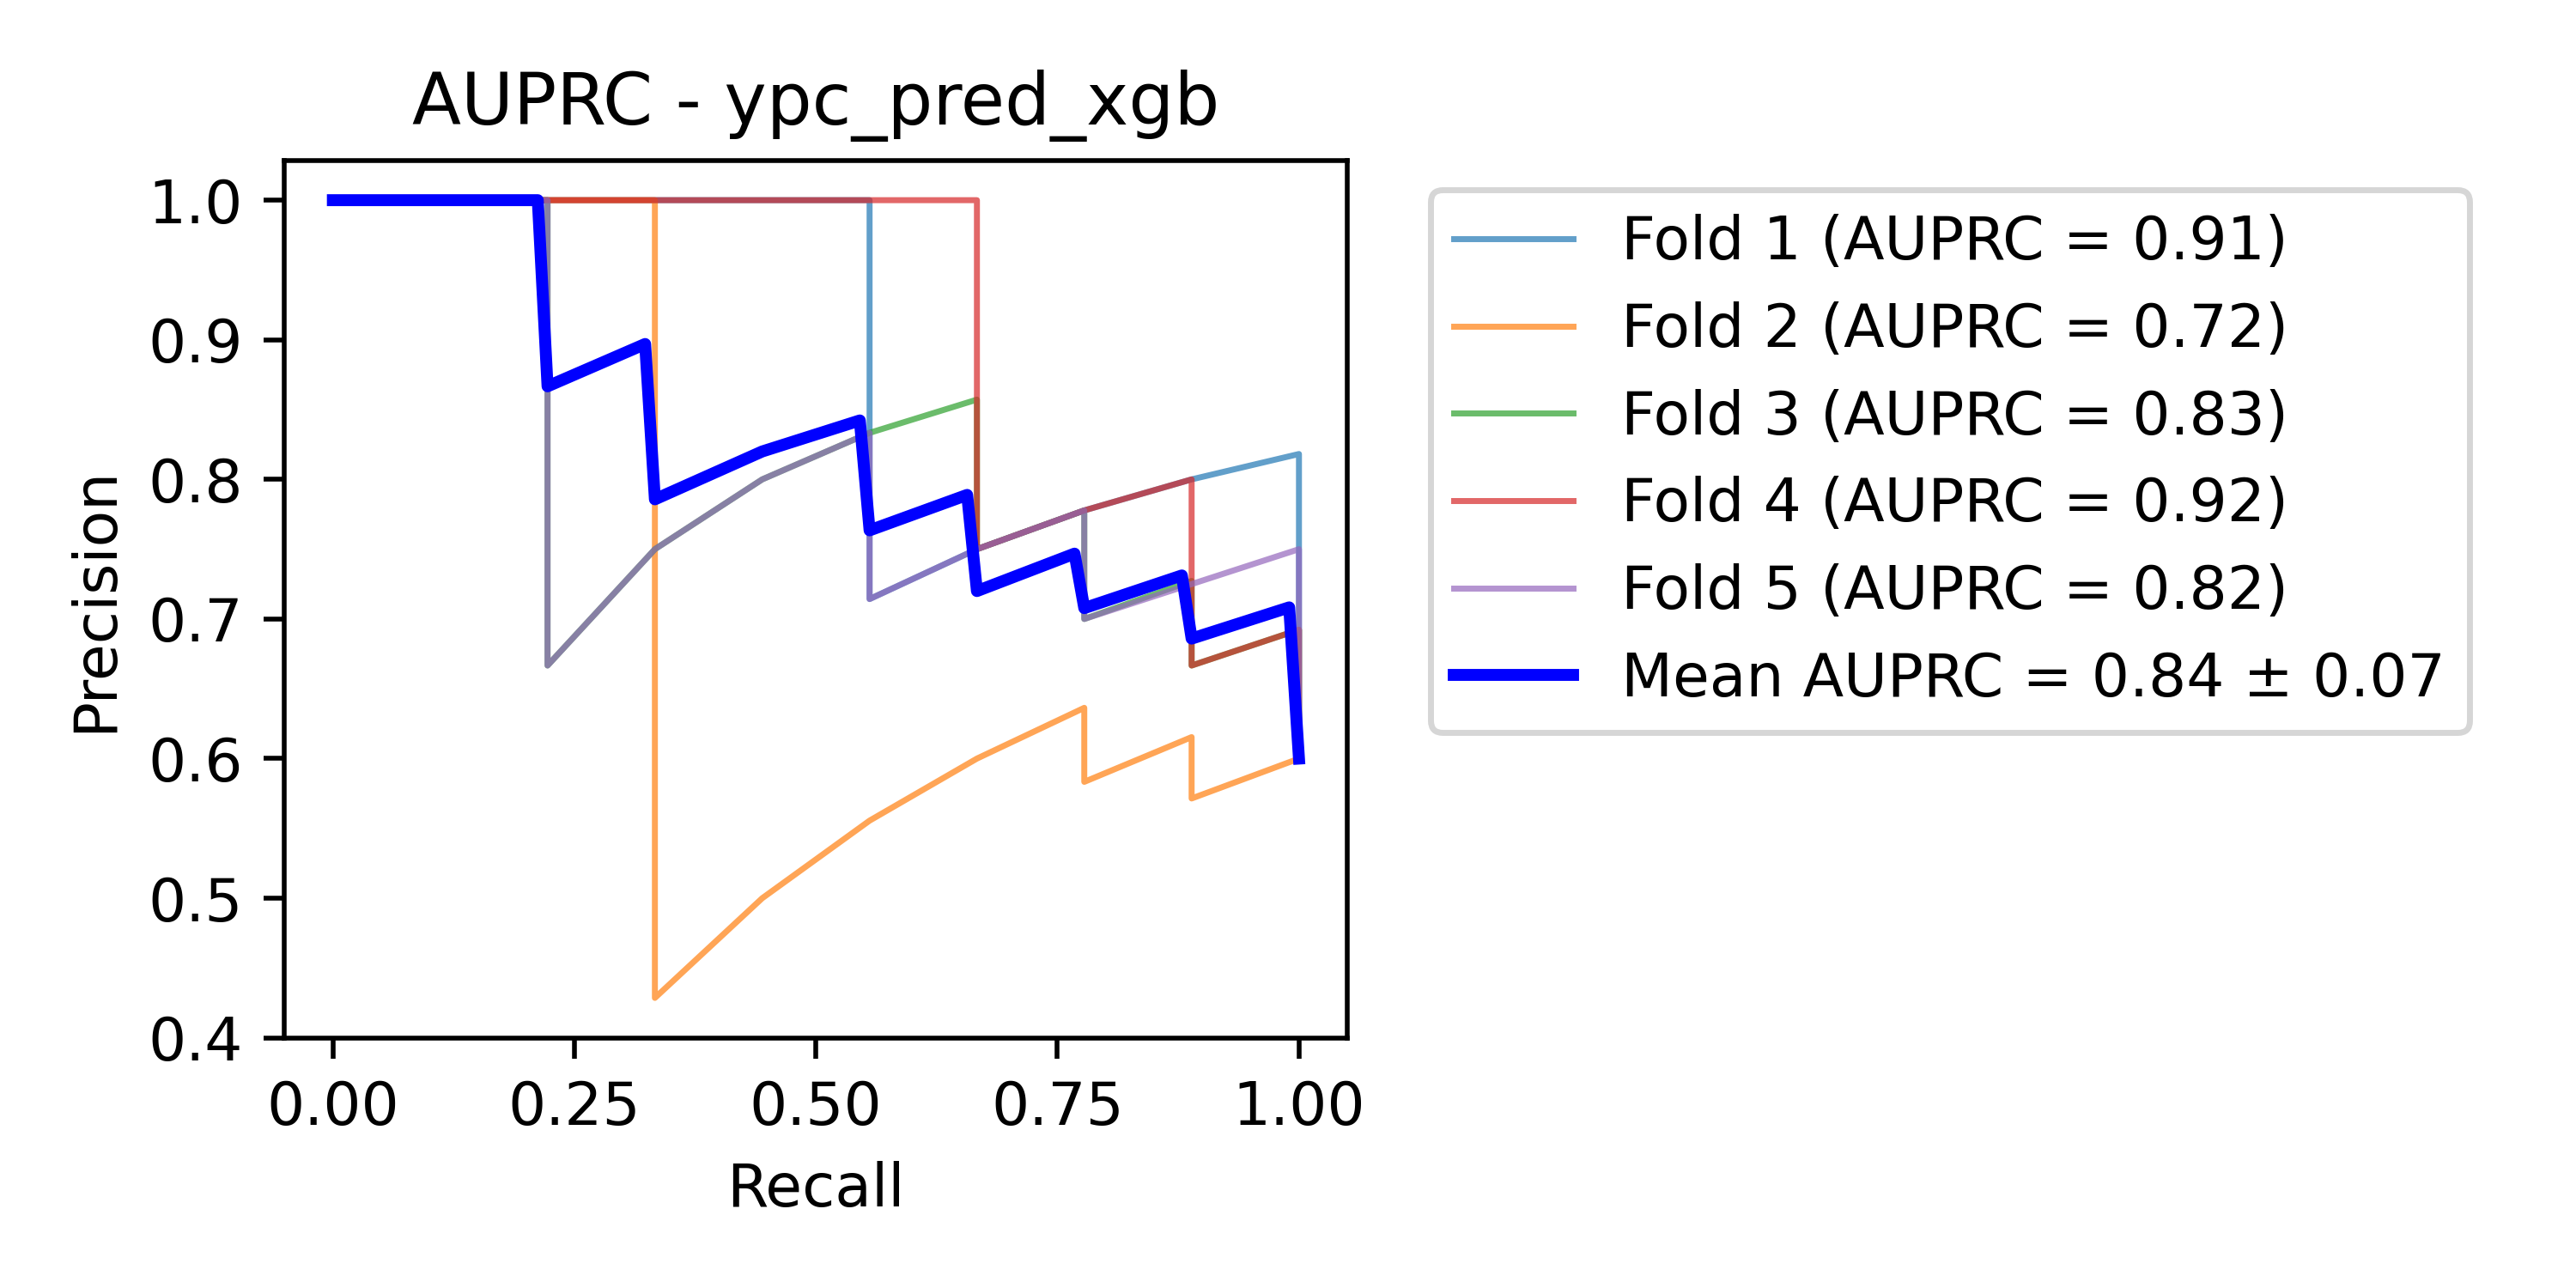 AUPRC - ypc_pred_xgb
1.0
0.9
0.8
0.7
0.6
0.5
0.4
Precision
0.00 0.25 0.50 0.75 1.00
Recall
Fold 1 (AUPRC = 0.91)
Fold 2 (AUPRC = 0.72)
Fold 3 (AUPRC = 0.83)
Fold 4 (AUPRC = 0.92)
Fold 5 (AUPRC = 0.82)
Mean AUPRC = 0.84 ± 0.07